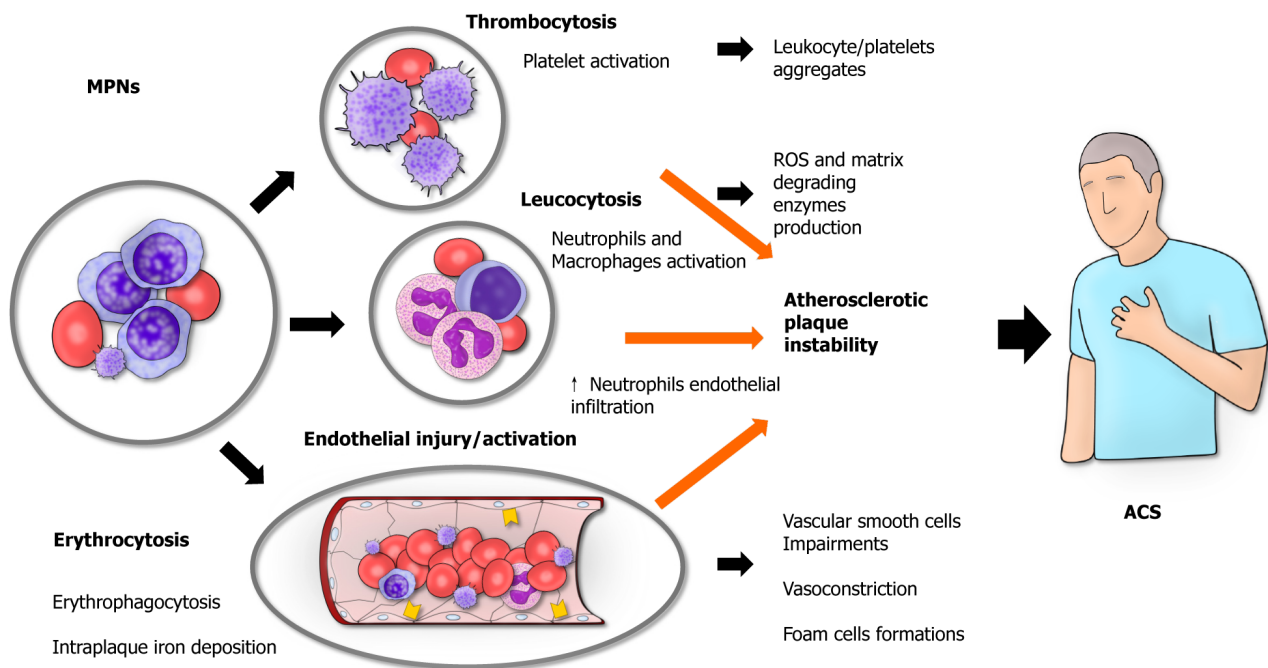 Thrombocytosis
Platelet activation
Leukocyte/platelets
aggregates
MPNs
ROS and matrix
degrading
enzymes
production
Leucocytosis
Neutrophils and
Macrophages activation
Atherosclerotic
plaque
instability
↑ Neutrophils endothelial
infiltration
Endothelial injury/activation
ACS
Erythrocytosis
Erythrophagocytosis
Intraplaque iron deposition
Vascular smooth cells
Impairments
Vasoconstriction
Foam cells formations